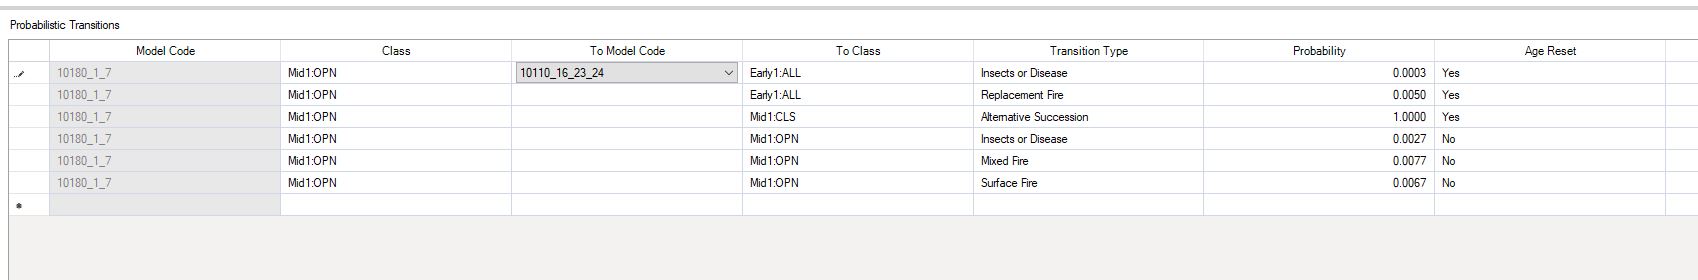 Probabilistic Transitions
Model Code Class To Model Code To Class Transition Type Probability Age Reset
10180_1_7 Mid1:OPN 10110_16_23_24 Early1:ALL Insects or Disease 0.0003 Yes
10180_1_7 Mid1:OPN Early1:ALL Replacement Fire 0.0050 Yes
10180_1_7 Mid1:OPN Mid1:CLS Alternative Succession 1.0000 Yes
10180_1_7 Mid1:OPN Mid1:OPN Insects or Disease 0.0027 No
10180_1_7 Mid1:OPN Mid1:OPN Mixed Fire 0.0077 No
10180_1_7 Mid1:OPN Mid1:OPN Surface Fire 0.0067 No